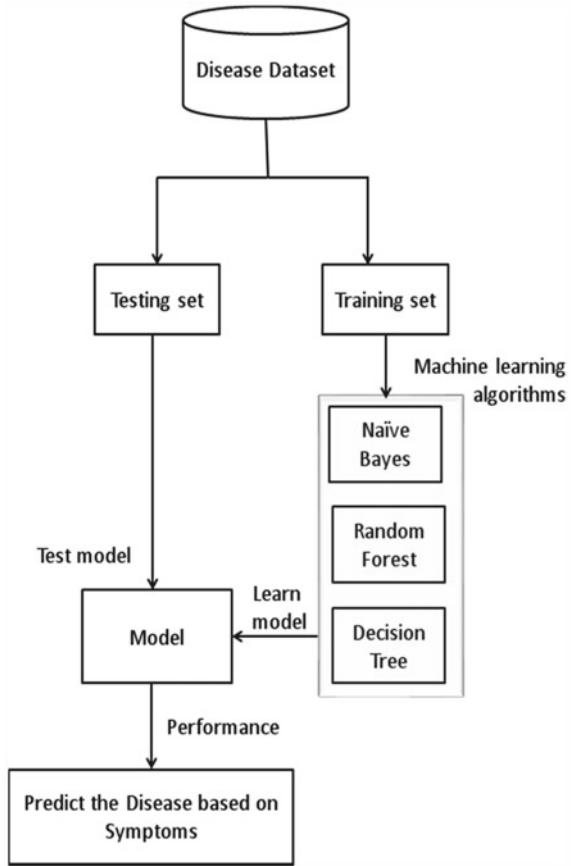 Disease Dataset
Testing set
Training set
Machine learning
algorithms
Naïve
Bayes
Random
Forest
Decision
Tree
Test model
Learn
model
Model
Performance
Predict the Disease based on
Symptoms